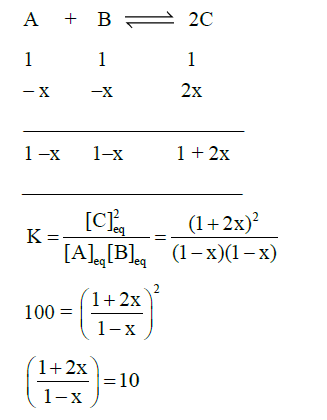 A + B ⇌ 2C
1 1 1
– x –x 2x
1 –x 1–x 1 + 2x
K = [C]²eq / [A]eq[B]eq = (1+2x)² / (1–x)(1–x)
100 = ((1+2x) / (1–x))²
((1+2x) / (1–x)) = 10